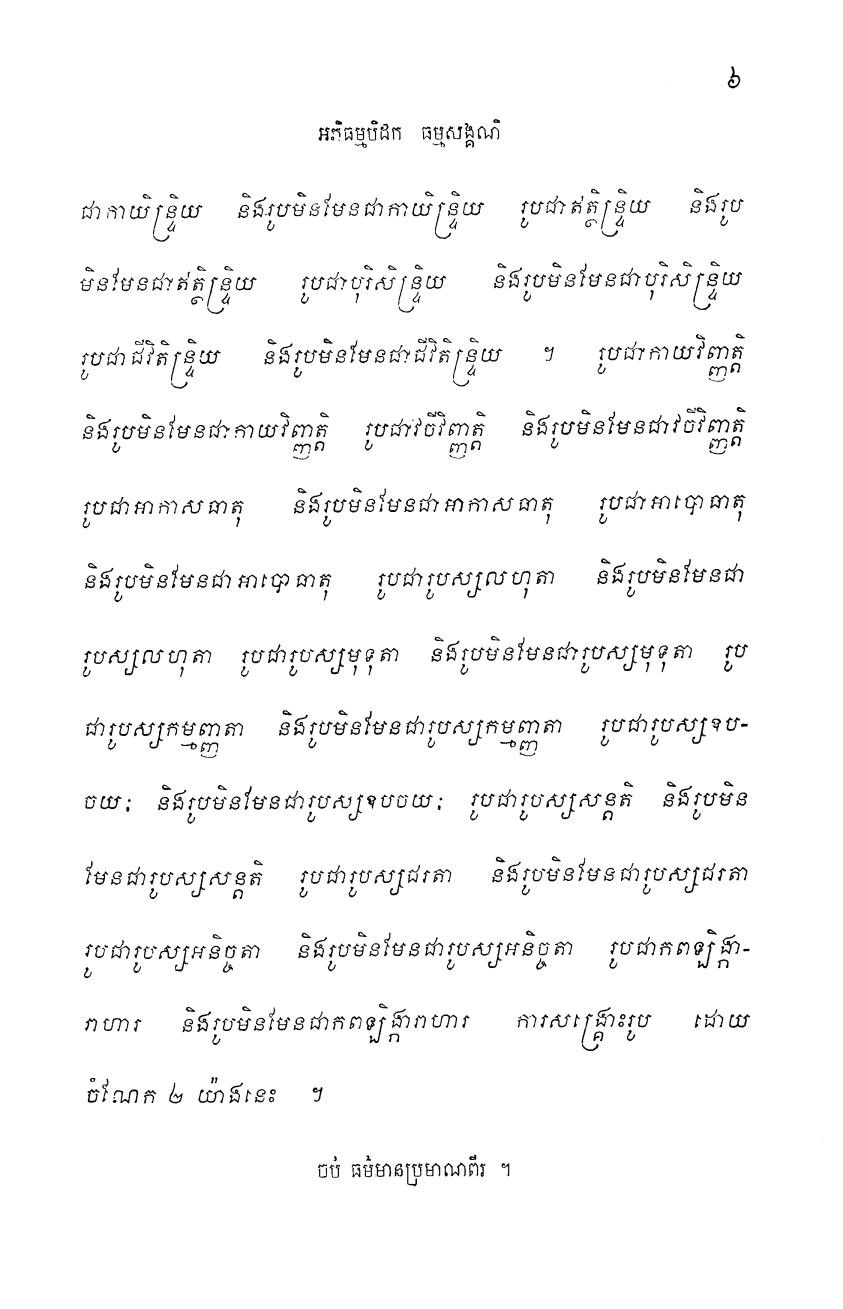 ៦
អភិធម្មបិដក ធម្មសង្គណិ
ជាកាយិន្ទ្រិយ និងរូបមិនមែនជាកាយិន្ទ្រិយ រូបជាឥត្ថិន្ទ្រិយ និងរូប
មិនមែនជាឥត្ថិន្ទ្រិយ រូបជាបុរិសិន្ទ្រិយ និងរូបមិនមែនជាបុរិសិន្ទ្រិយ
រូបជាជីវិតិន្ទ្រិយ និងរូបមិនមែនជាជីវិតិន្ទ្រិយ ។ រូបជាកាយវិញ្ញត្តិ
និងរូបមិនមែនជាកាយវិញ្ញត្តិ រូបជាវចីវិញ្ញត្តិ និងរូបមិនមែនជាវចីវិញ្ញត្តិ
រូបជាអាកាសធាតុ និងរូបមិនមែនជាអាកាសធាតុ រូបជាអាបោធាតុ
និងរូបមិនមែនជាអាបោធាតុ រូបជារូបស្សលហុតា និងរូបមិនមែនជា
រូបស្សលហុតា រូបជារូបស្សមុទុតា និងរូបមិនមែនជារូបស្សមុទុតា រូប
ជារូបស្សកម្មញ្ញតា និងរូបមិនមែនជារូបស្សកម្មញ្ញតា រូបជារូបស្សឧប-
ចយៈ និងរូបមិនមែនជារូបស្សឧបចយៈ រូបជារូបស្សសន្តតិ និងរូបមិន
មែនជារូបស្សសន្តតិ រូបជារូបស្សជរតា និងរូបមិនមែនជារូបស្សជរតា
រូបជារូបស្សអនិច្ចតា និងរូបមិនមែនជារូបស្សអនិច្ចតា រូបជាកពឡិង្ការ-
រាហារ និងរូបមិនមែនជាកពឡិង្ការាហារ ការសង្គ្រោះរូប ដោយ
ចំណែក ២ យ៉ាងនេះ ។
ចប់ ធម៌មានប្រមាណពីរ ។